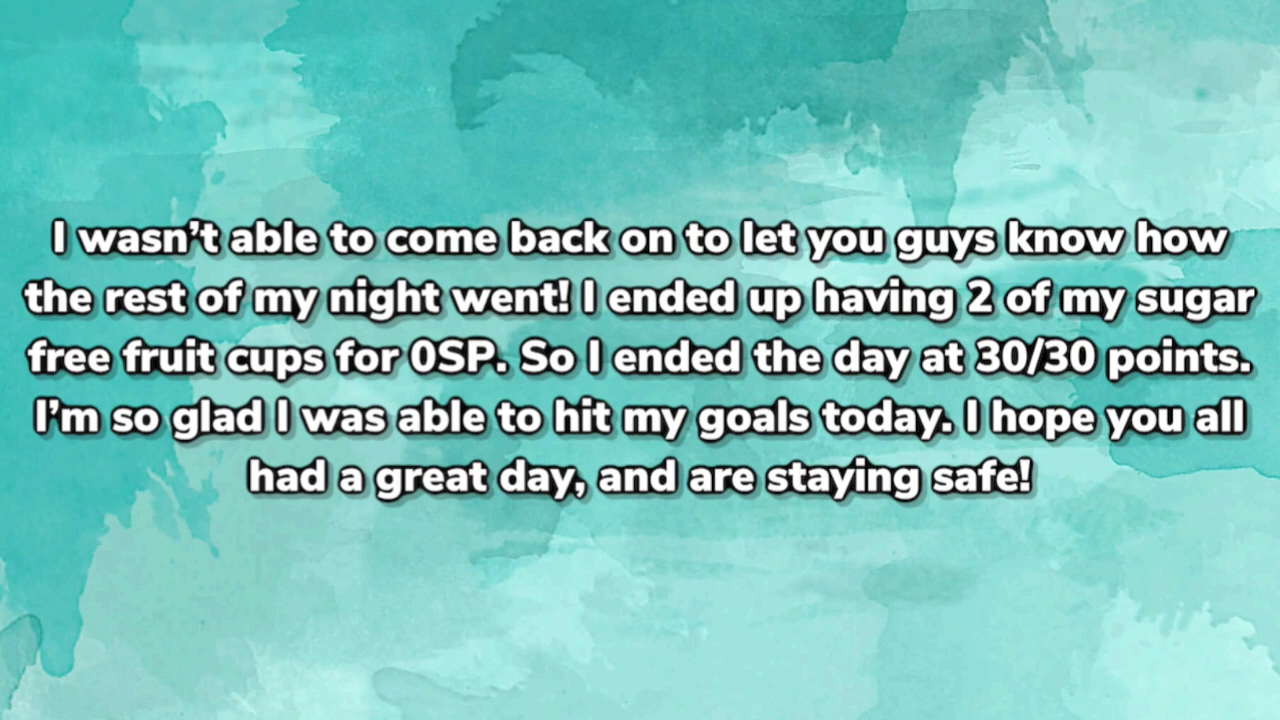 I wasn’t able to come back on to let you guys know how
the rest of my night went! I ended up having 2 of my sugar
free fruit cups for 0SP. So I ended the day at 30/30 points.
I’m so glad I was able to hit my goals today. I hope you all
had a great day, and are staying safe!